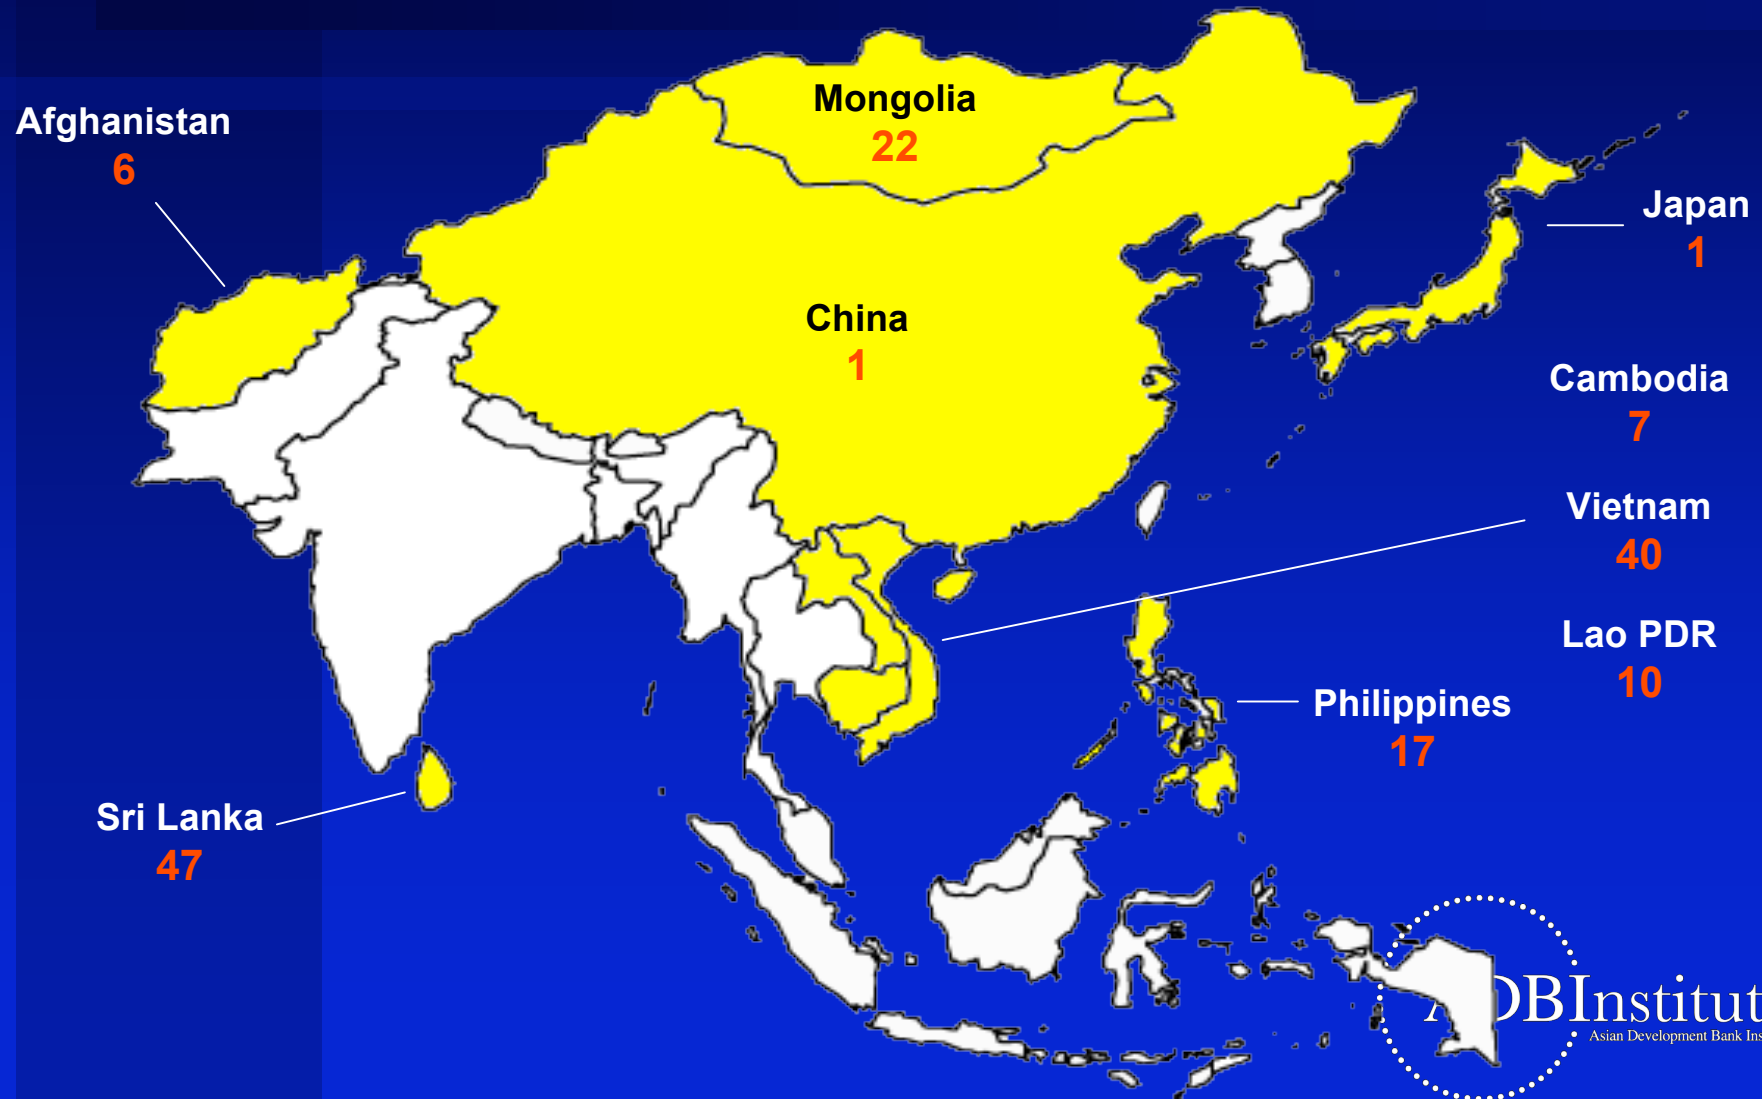 Mongolia
22
Afghanistan
6
Japan
1
China
1
Cambodia
7
Vietnam
40
Lao PDR
10
Philippines
17
Sri Lanka
47
Asian Development Bank